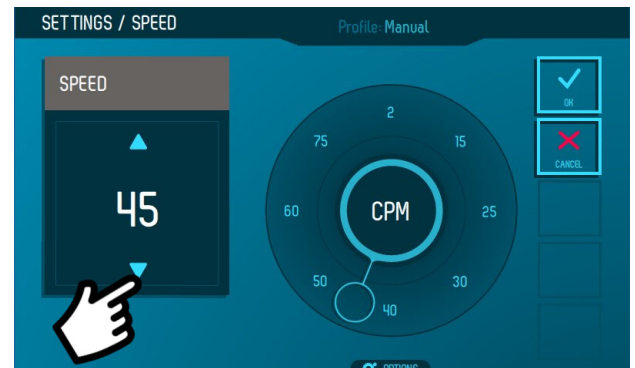 SETTINGS / SPEED
Profile: Manual
SPEED
45
2
75
15
60
CPM
25
50
30
40
OK
CANCEL
OPTIONS